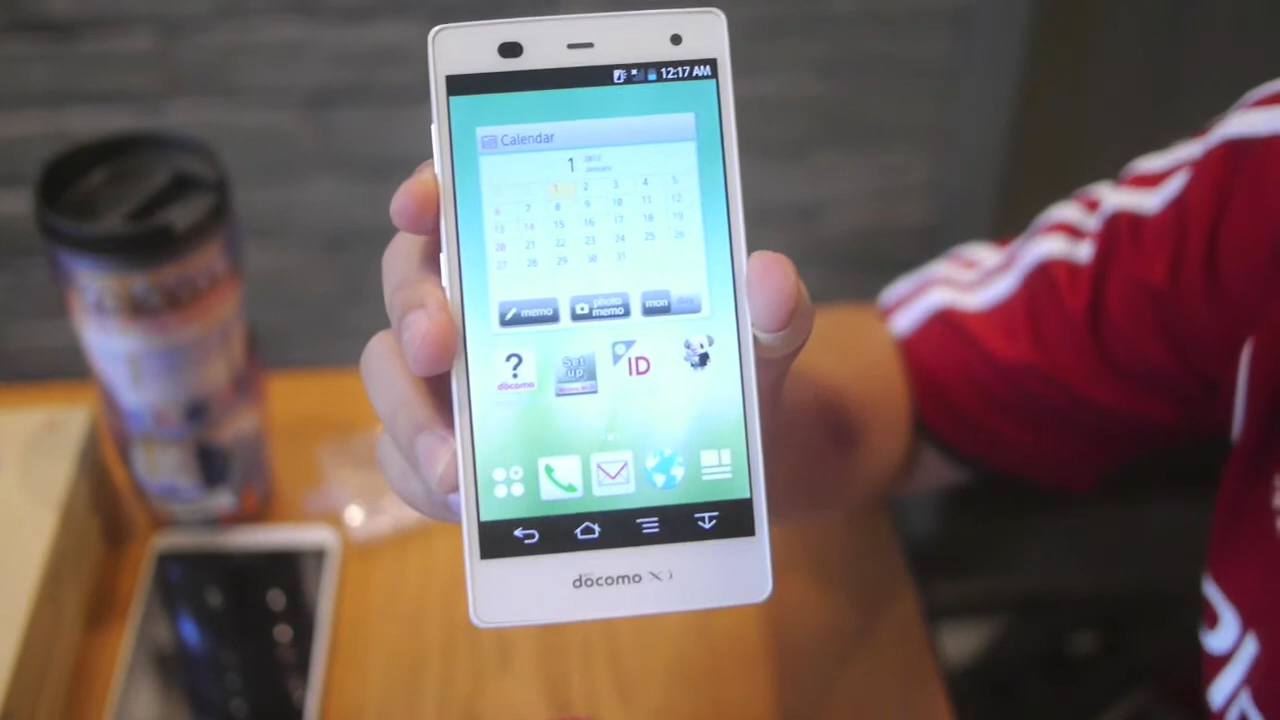 12:17 AM
Calendar
1 2013
January
1 2 3 4 5
6 7 8 9 10 11 12
13 14 15 16 17 18 19
20 21 22 23 24 25 26
27 28 29 30 31
memo
photo
memo
mon
day
?
docomo
Set
up
ID
docomo Xi